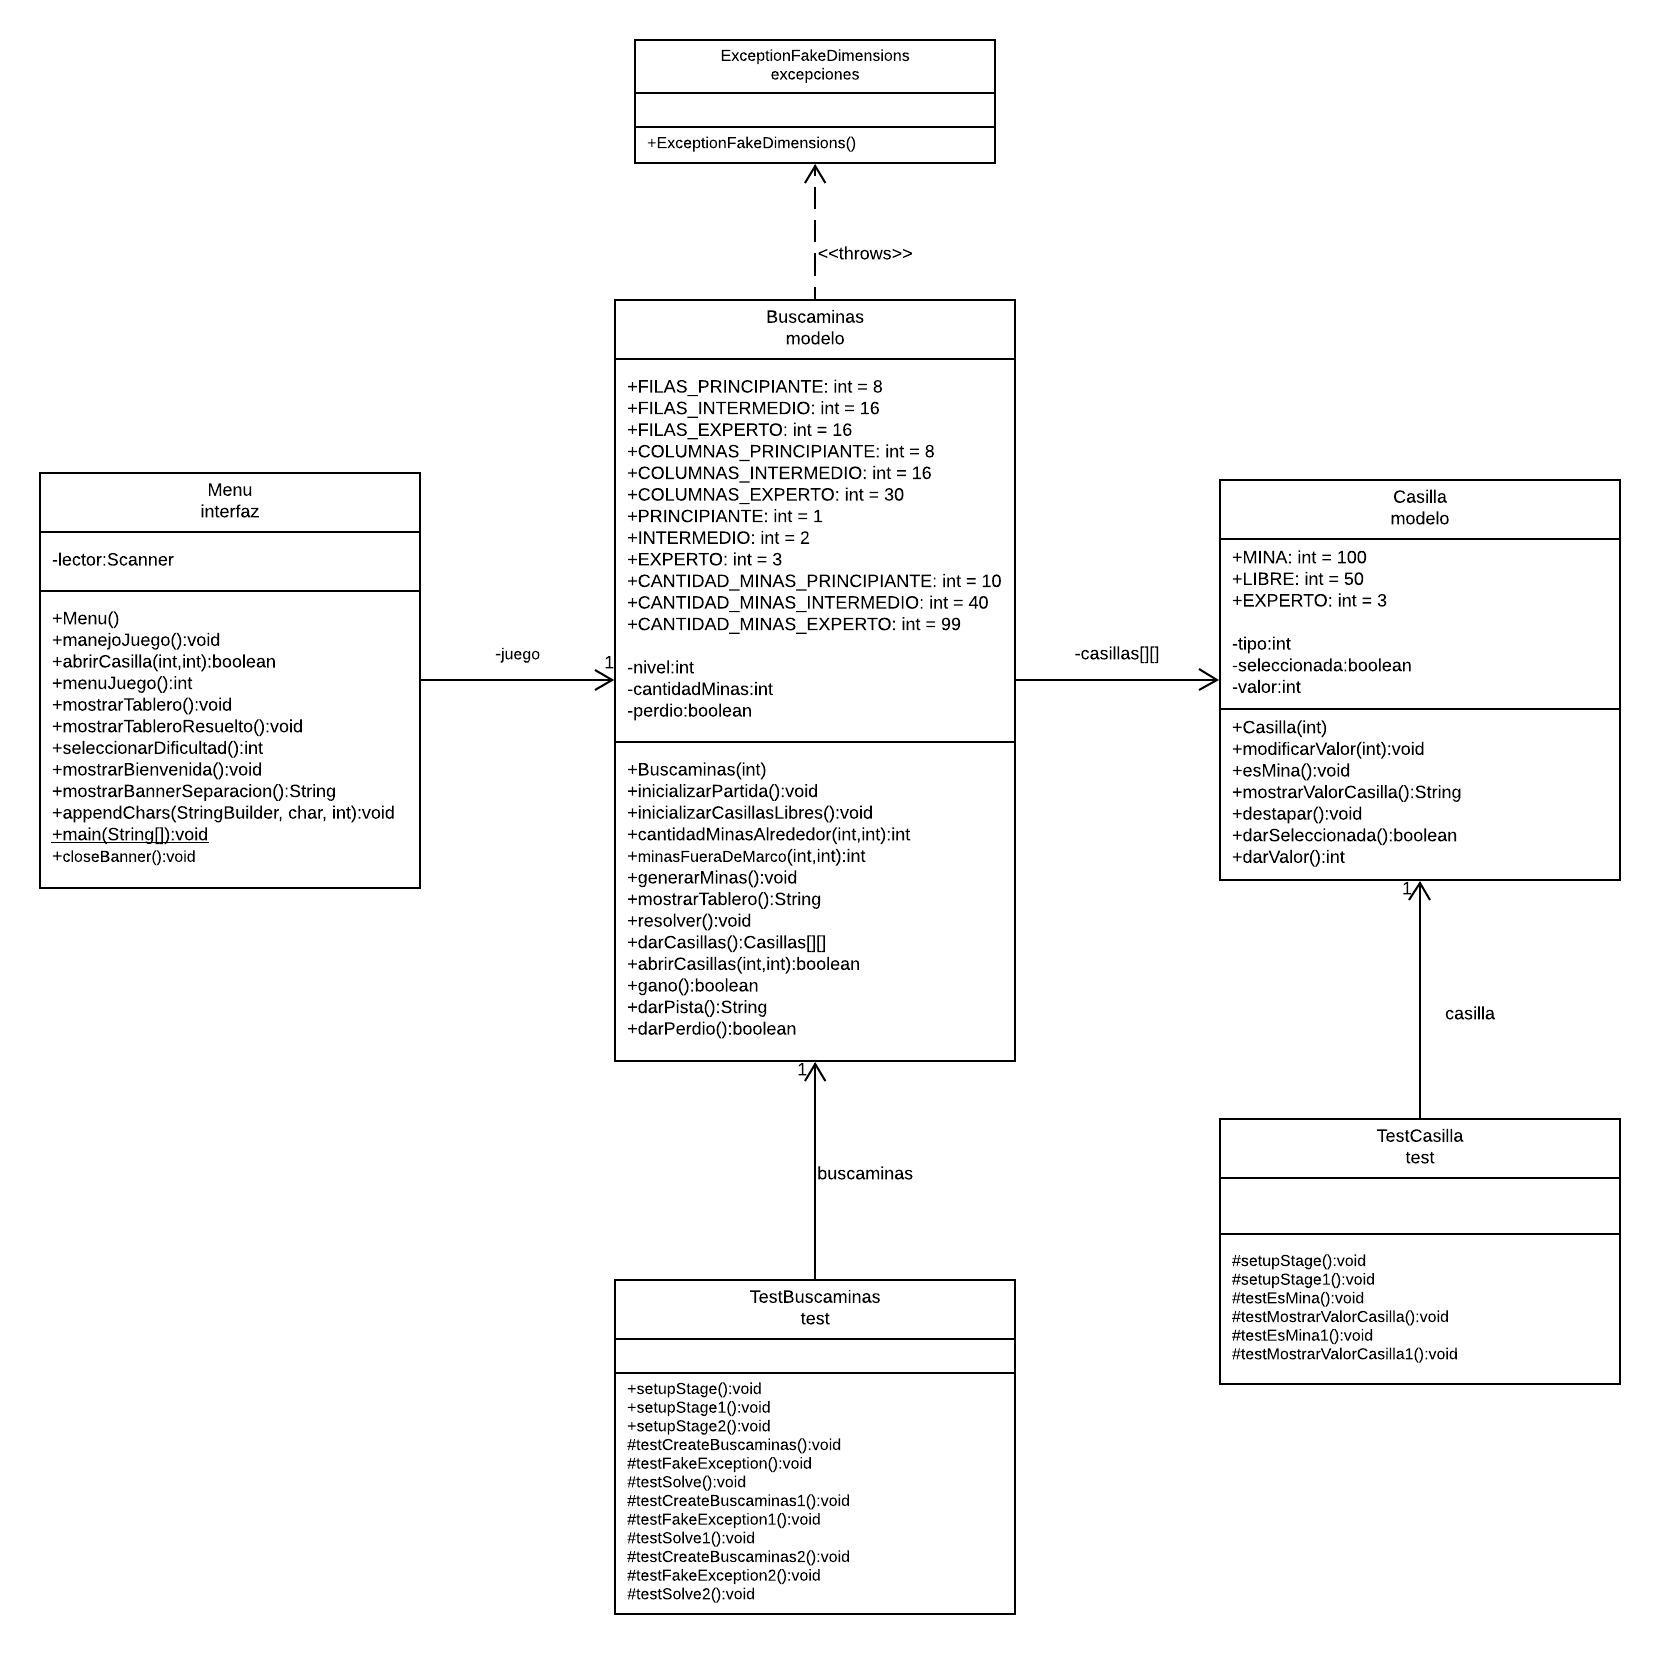 ExceptionFakeDimensions
excepciones
+ExceptionFakeDimensions()
<<throws>>
Buscaminas
modelo
+FILAS_PRINCIPIANTE: int = 8
+FILAS_INTERMEDIO: int = 16
+FILAS_EXPERTO: int = 16
+COLUMNAS_PRINCIPIANTE: int = 8
+COLUMNAS_INTERMEDIO: int = 16
+COLUMNAS_EXPERTO: int = 30
+PRINCIPIANTE: int = 1
+INTERMEDIO: int = 2
+EXPERTO: int = 3
+CANTIDAD_MINAS_PRINCIPIANTE: int = 10
+CANTIDAD_MINAS_INTERMEDIO: int = 40
+CANTIDAD_MINAS_EXPERTO: int = 99
-nivel:int
-cantidadMinas:int
-perdio:boolean
+Buscaminas(int)
+inicializarPartida():void
+inicializarCasillasLibres():void
+cantidadMinasAlrededor(int,int):int
+minasFueraDeMarco(int,int):int
+generarMinas():void
+mostrarTablero():String
+resolver():void
+darCasillas():Casillas[][]
+abrirCasillas(int,int):boolean
+gano():boolean
+darPista():String
+darPerdio():boolean
Menu
interfaz
-lector:Scanner
+Menu()
+manejoJuego():void
+abrirCasilla(int,int):boolean
+menuJuego():int
+mostrarTablero():void
+mostrarTableroResuelto():void
+seleccionarDificultad():int
+mostrarBienvenida():void
+mostrarBannerSeparacion():String
+appendChars(StringBuilder, char, int):void
+main(String[]):void
+closeBanner():void
-juego
1
-casillas[][]
Casilla
modelo
+MINA: int = 100
+LIBRE: int = 50
+EXPERTO: int = 3
-tipo:int
-seleccionada:boolean
-valor:int
+Casilla(int)
+modificarValor(int):void
+esMina():void
+mostrarValorCasilla():String
+destapar():void
+darSeleccionada():boolean
+darValor():int
1
casilla
TestCasilla
test
#setupStage():void
#setupStage1():void
#testEsMina():void
#testMostrarValorCasilla():void
#testEsMina1():void
#testMostrarValorCasilla1():void
1
buscaminas
TestBuscaminas
test
+setupStage():void
+setupStage1():void
+setupStage2():void
#testCreateBuscaminas():void
#testFakeException():void
#testSolve():void
#testCreateBuscaminas1():void
#testFakeException1():void
#testSolve1():void
#testCreateBuscaminas2():void
#testFakeException2():void
#testSolve2():void